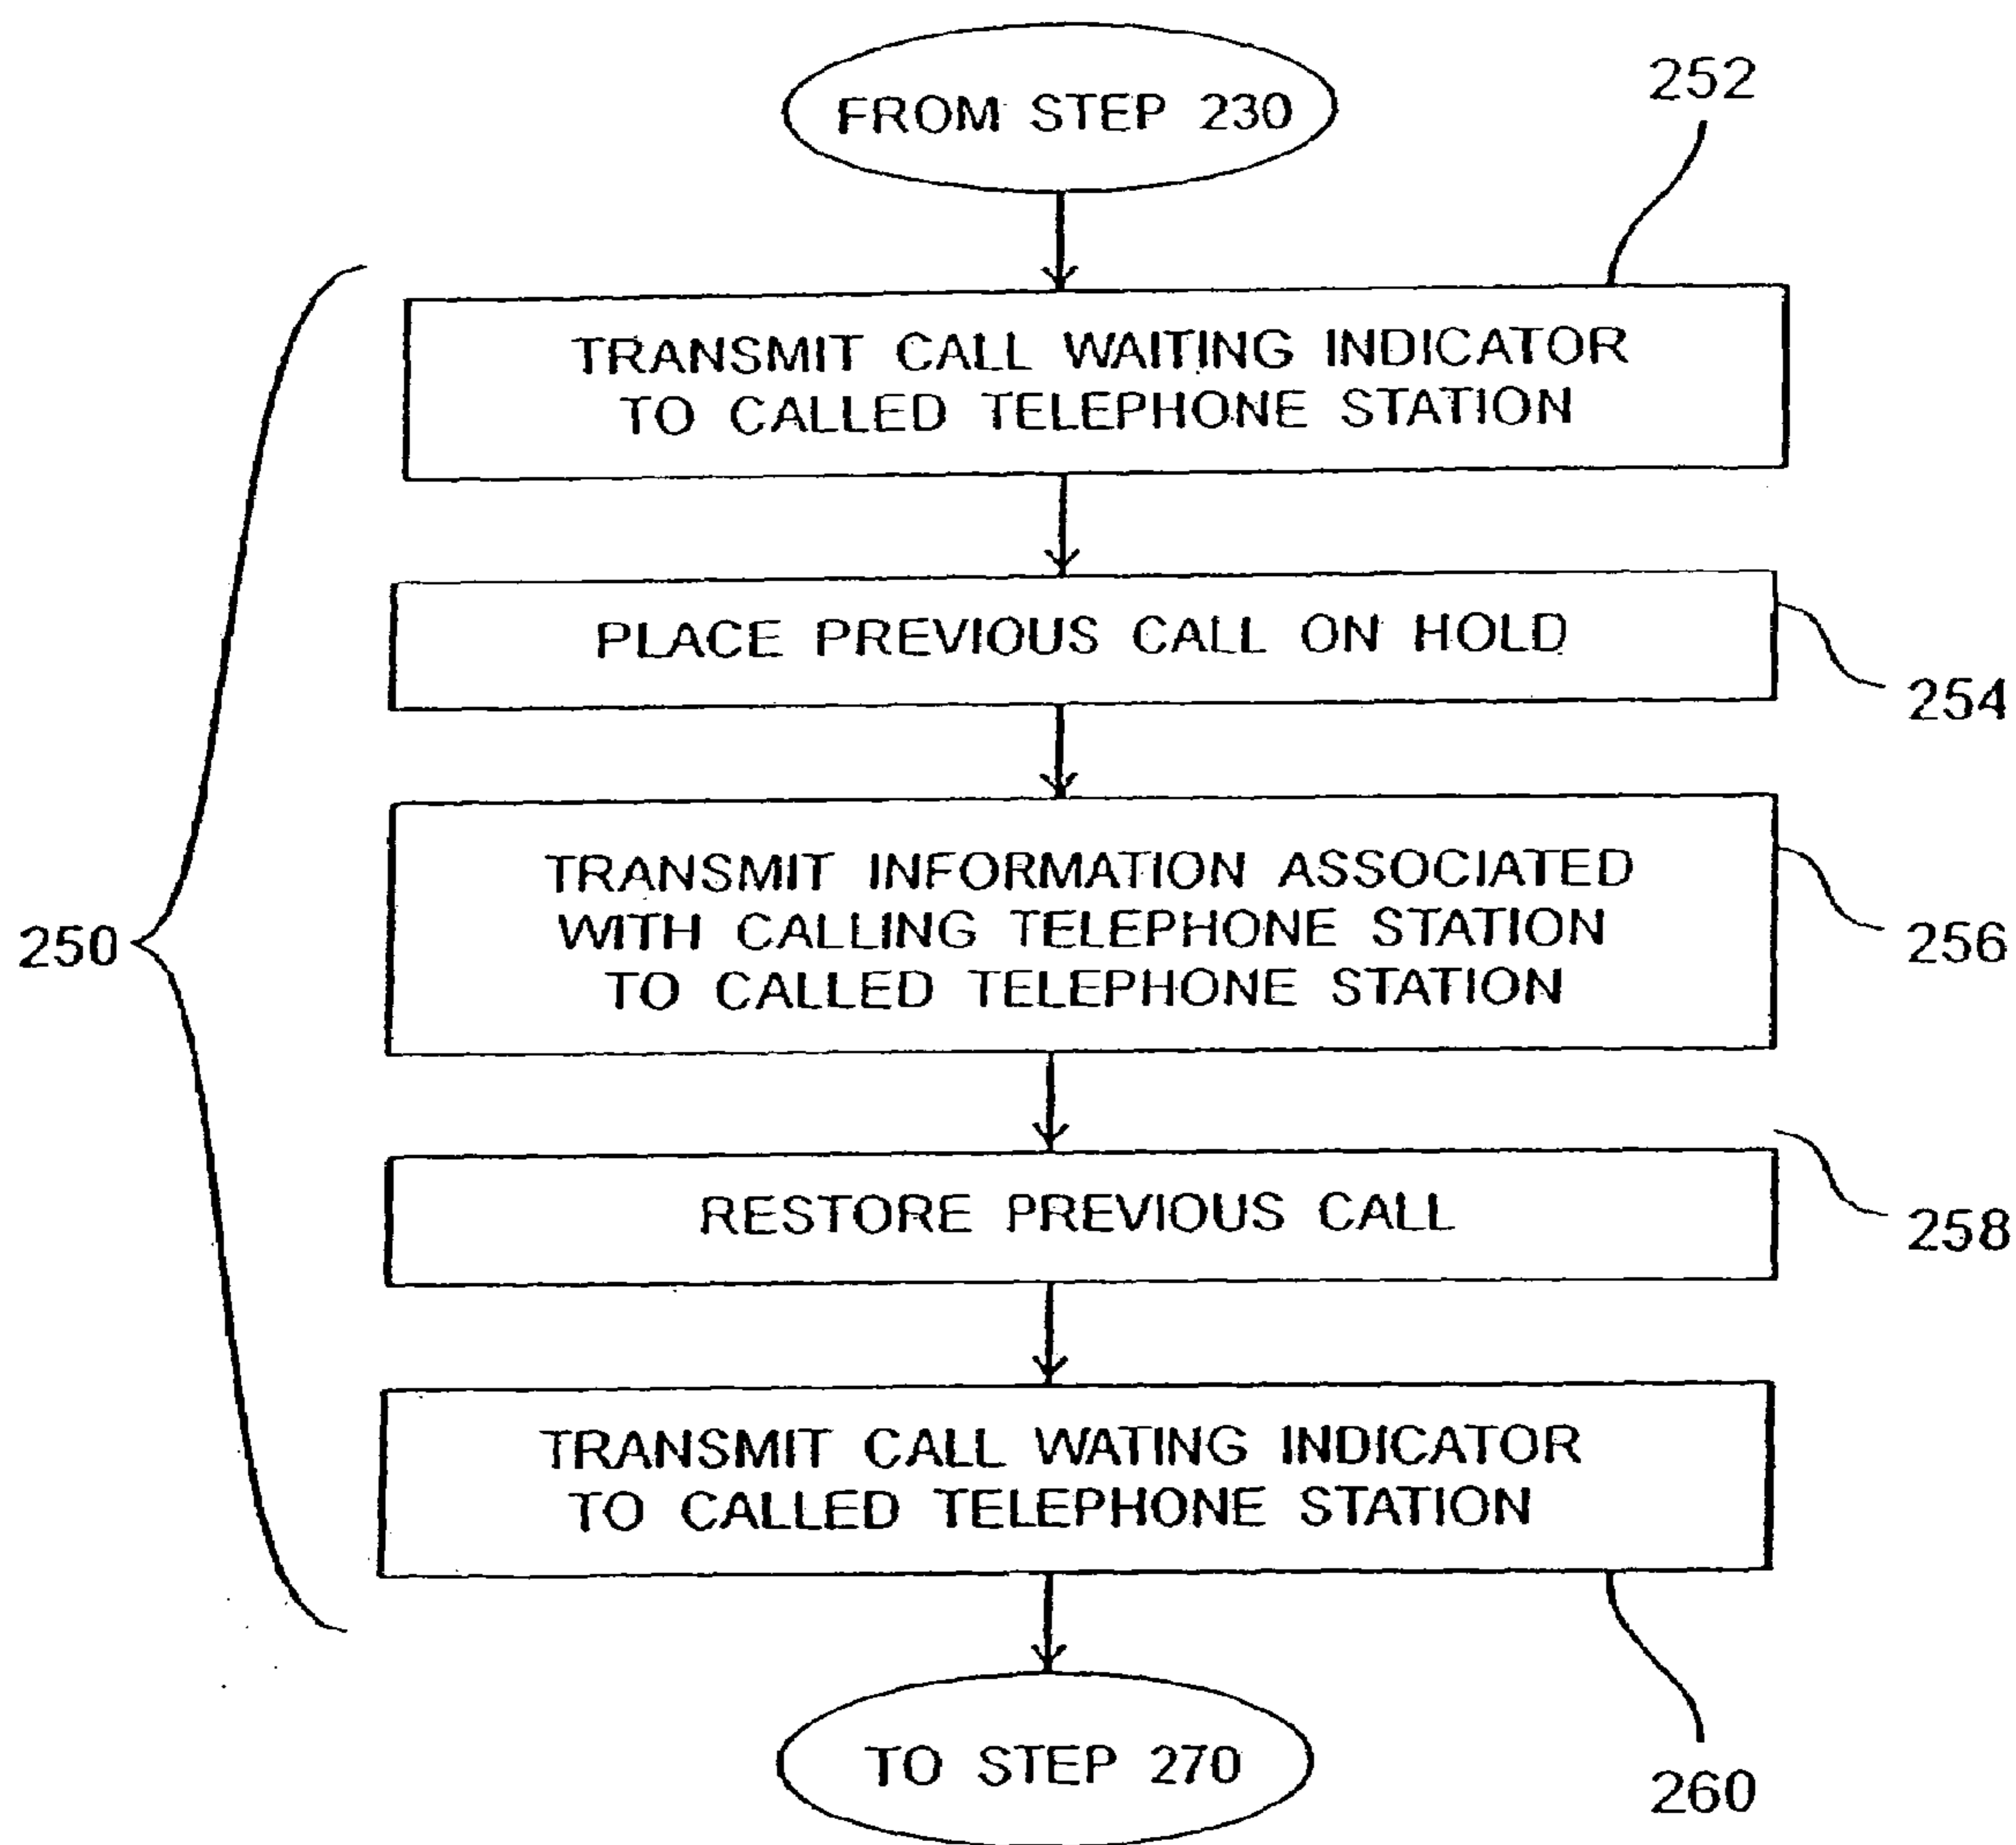 FROM STEP 230
252
TRANSMIT CALL WAITING INDICATOR
TO CALLED TELEPHONE STATION
PLACE PREVIOUS CALL ON HOLD
254
TRANSMIT INFORMATION ASSOCIATED
WITH CALLING TELEPHONE STATION
TO CALLED TELEPHONE STATION
250
256
RESTORE PREVIOUS CALL
258
TRANSMIT CALL WATING INDICATOR
TO CALLED TELEPHONE STATION
TO STEP 270
260